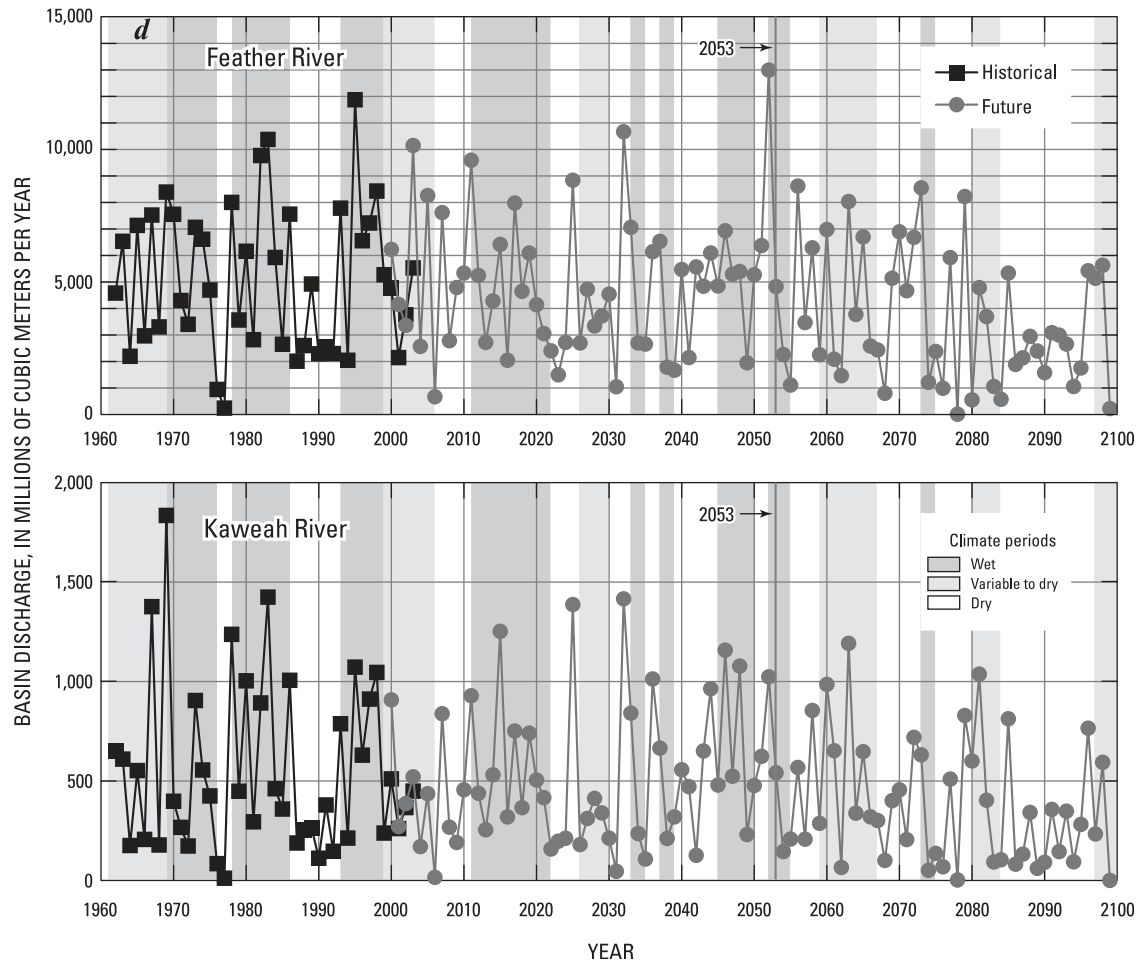 d
Feather River
2053
Historical
Future
15,000
10,000
5,000
0
1960 1970 1980 1990 2000 2010 2020 2030 2040 2050 2060 2070 2080 2090 2100
BASIN DISCHARGE, IN MILLIONS OF CUBIC METERS PER YEAR
Kaweah River
2053
Climate periods
Wet
Variable to dry
Dry
2,000
1,500
1,000
500
0
1960 1970 1980 1990 2000 2010 2020 2030 2040 2050 2060 2070 2080 2090 2100
YEAR